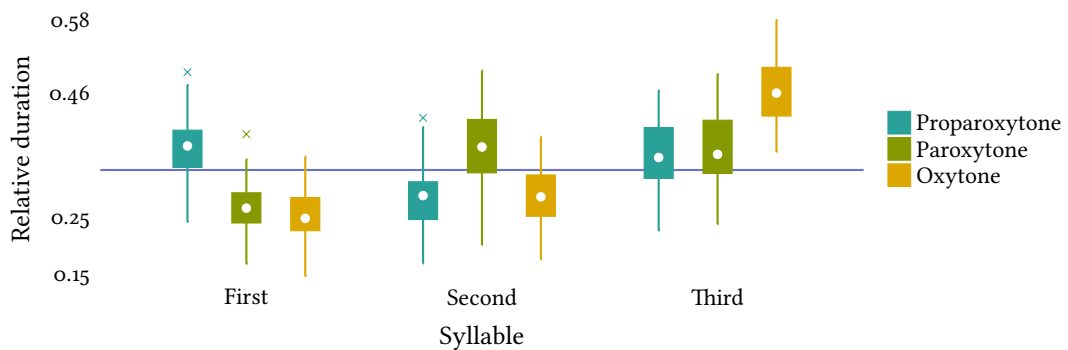 Relative duration
0.58
0.46
0.25
0.15
First
Second
Third
Syllable
Proparoxytone
Paroxytone
Oxytone